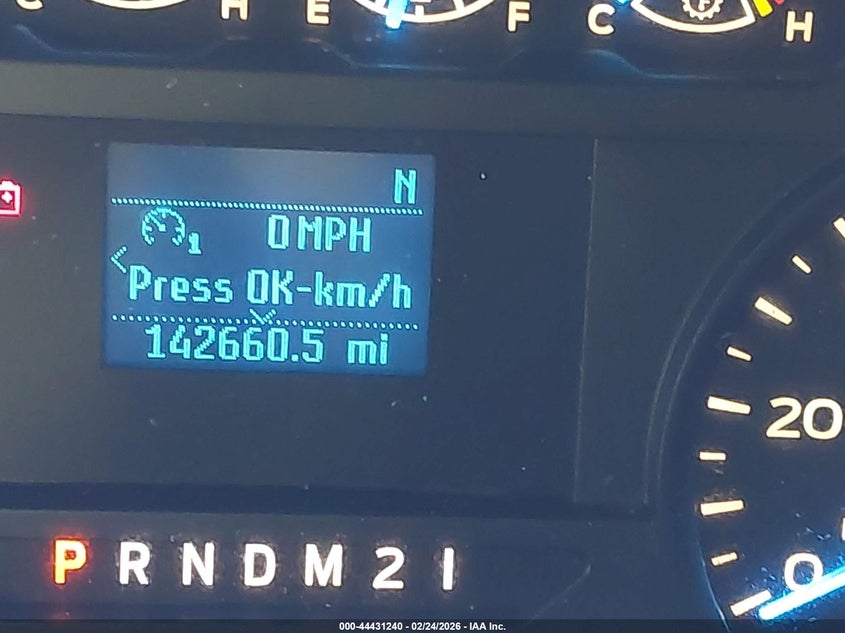 C H E F C H
N
1 0 MPH
Press OK-km/h
142660.5 mi
20
0
P R N D M 2 1
000-44431240 - 02/24/2026 - IAA Inc.